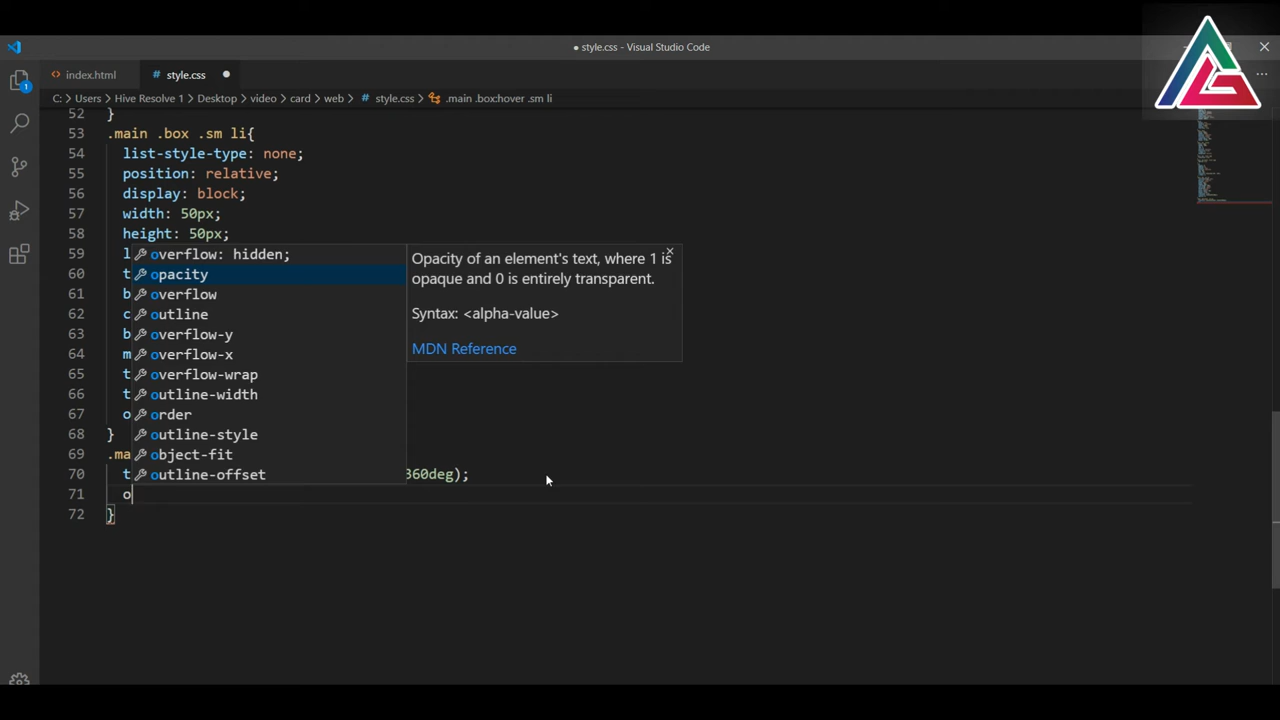 ● style.css - Visual Studio Code
index.html
style.css
C: > Users > Hive Resolve 1 > Desktop > video > card > web > # style.css > .main .box:hover .sm li
52 }
53 .main .box .sm li{
54 list-style-type: none;
55 position: relative;
56 display: block;
57 width: 50px;
58 height: 50px;
59 l
60 t
61 b
62 c
63 b
64 m
65 t
66 t
67 o
68 }
69 .ma
70 t 360deg);
71 o
72 }
overflow: hidden;
opacity
overflow
outline
overflow-y
overflow-x
overflow-wrap
outline-width
order
outline-style
object-fit
outline-offset
Opacity of an element's text, where 1 is
opaque and 0 is entirely transparent.
Syntax: <alpha-value>
MDN Reference
1